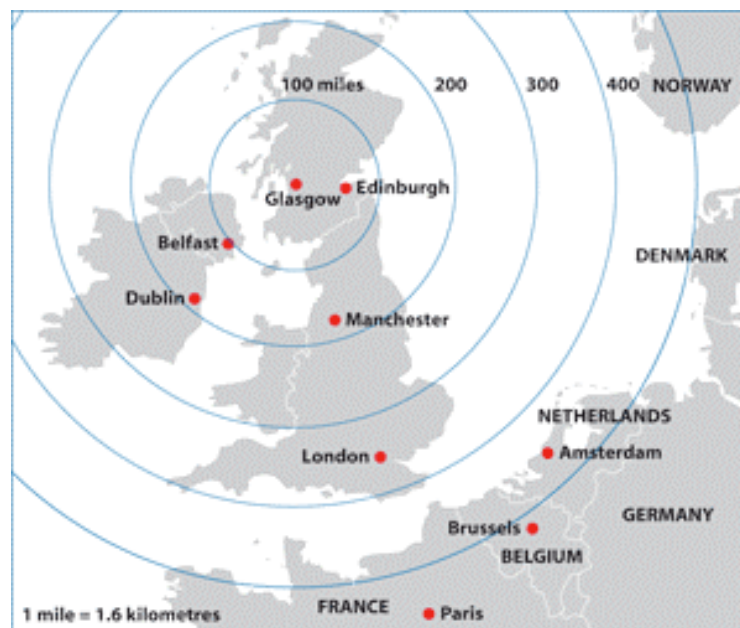 100 miles
200
300
400
NORWAY
Glasgow
Edinburgh
Belfast
DENMARK
Dublin
Manchester
NETHERLANDS
London
Amsterdam
GERMANY
Brussels
BELGIUM
1 mile = 1.6 kilometres
FRANCE
Paris